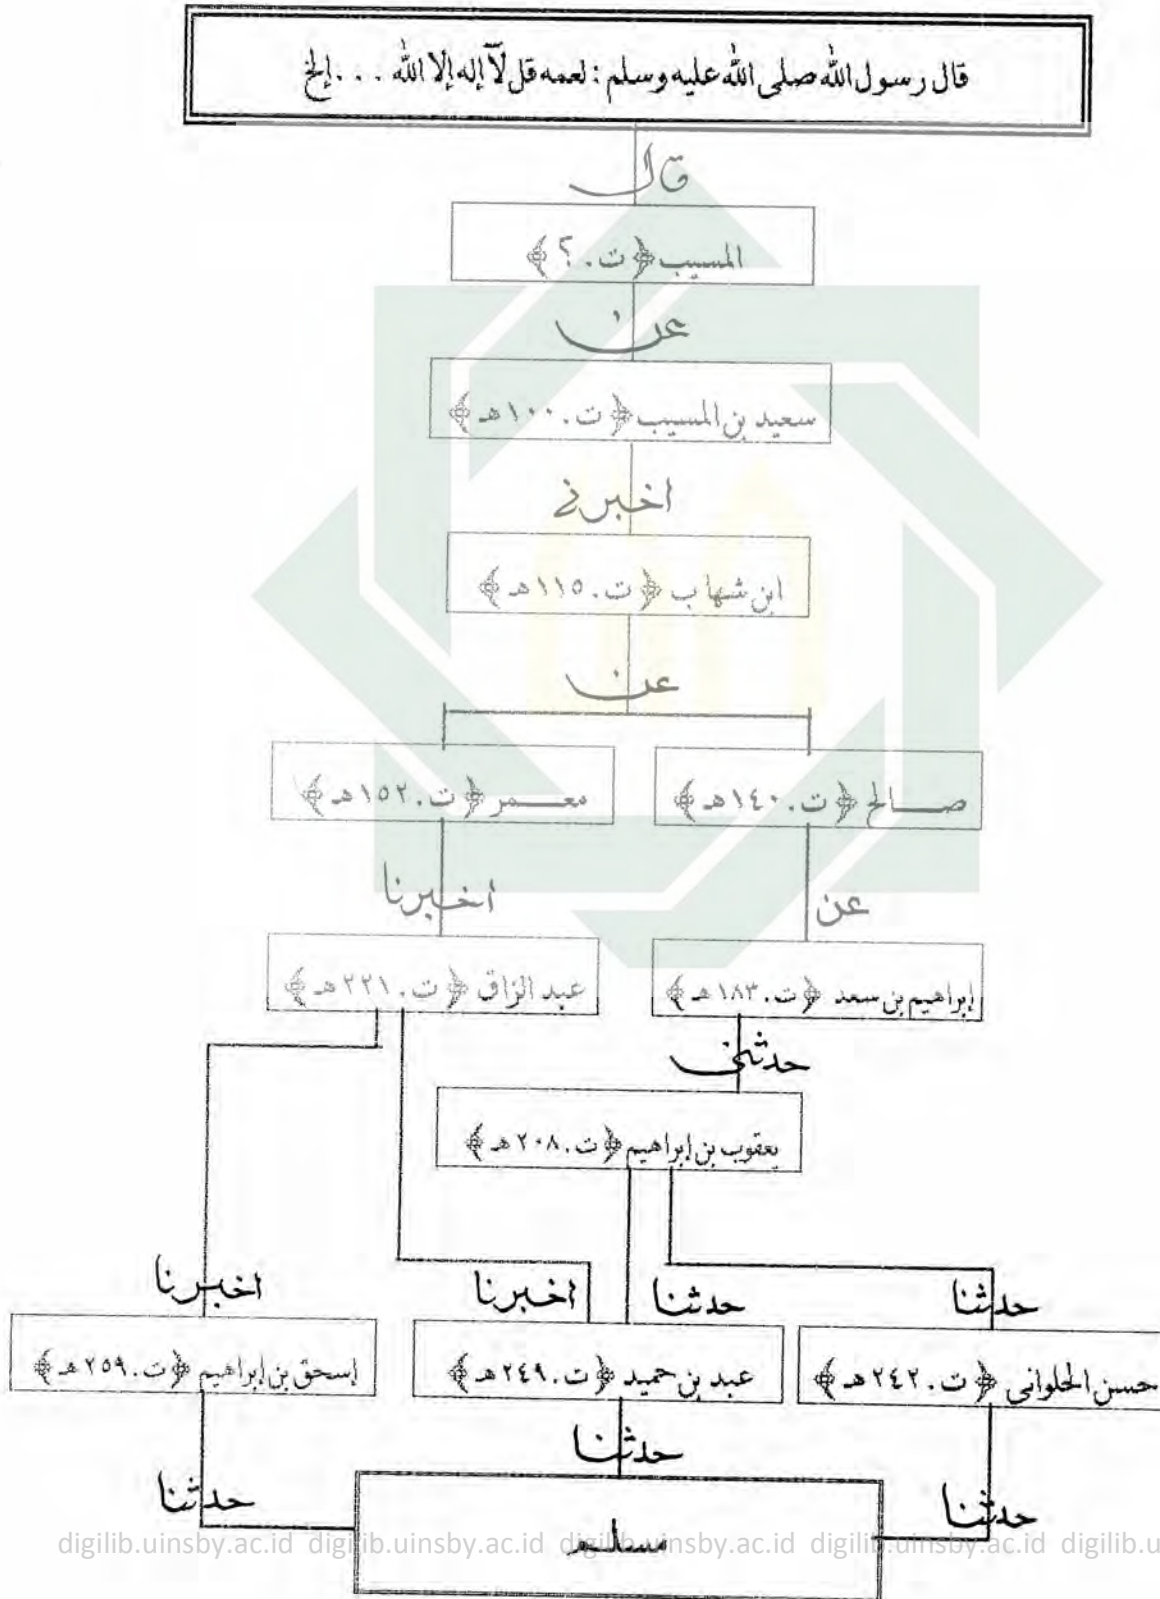 قال رسول الله صلى الله عليه وسلم : لعمه قل لآ إله إلا الله . . . إلخ
قال
المسيب ﴿ ت. ؟ ﴾
عن
سعيد بن المسيب ﴿ ت. ١٠٠ هـ ﴾
اخبرني
ابن شهاب ﴿ ت. ١١٥ هـ ﴾
عن
صالح ﴿ ت. ١٤٠ هـ ﴾
معمر ﴿ ت. ١٥٢ هـ ﴾
عن
اخبرنا
إبراهيم بن سعد ﴿ ت. ١٨٣ هـ ﴾
عبد الزاق ﴿ ت. ٢٢١ هـ ﴾
حدثني
يعقوب بن إبراهيم ﴿ ت. ٢٠٨ هـ ﴾
حدثنا
حدثنا
اخبرنا
اخبرنا
حسن الحلوانى ﴿ ت. ٢٤٢ هـ ﴾
عبد بن حميد ﴿ ت. ٢٤٩ هـ ﴾
إسحق بن إبراهيم ﴿ ت. ٢٥٩ هـ ﴾
حدثنا
حدثنا
حدثنا
مسلم
digilib.uinsby.ac.id digilib.uinsby.ac.id digilib.uinsby.ac.id digilib.uinsby.ac.id digilib.u